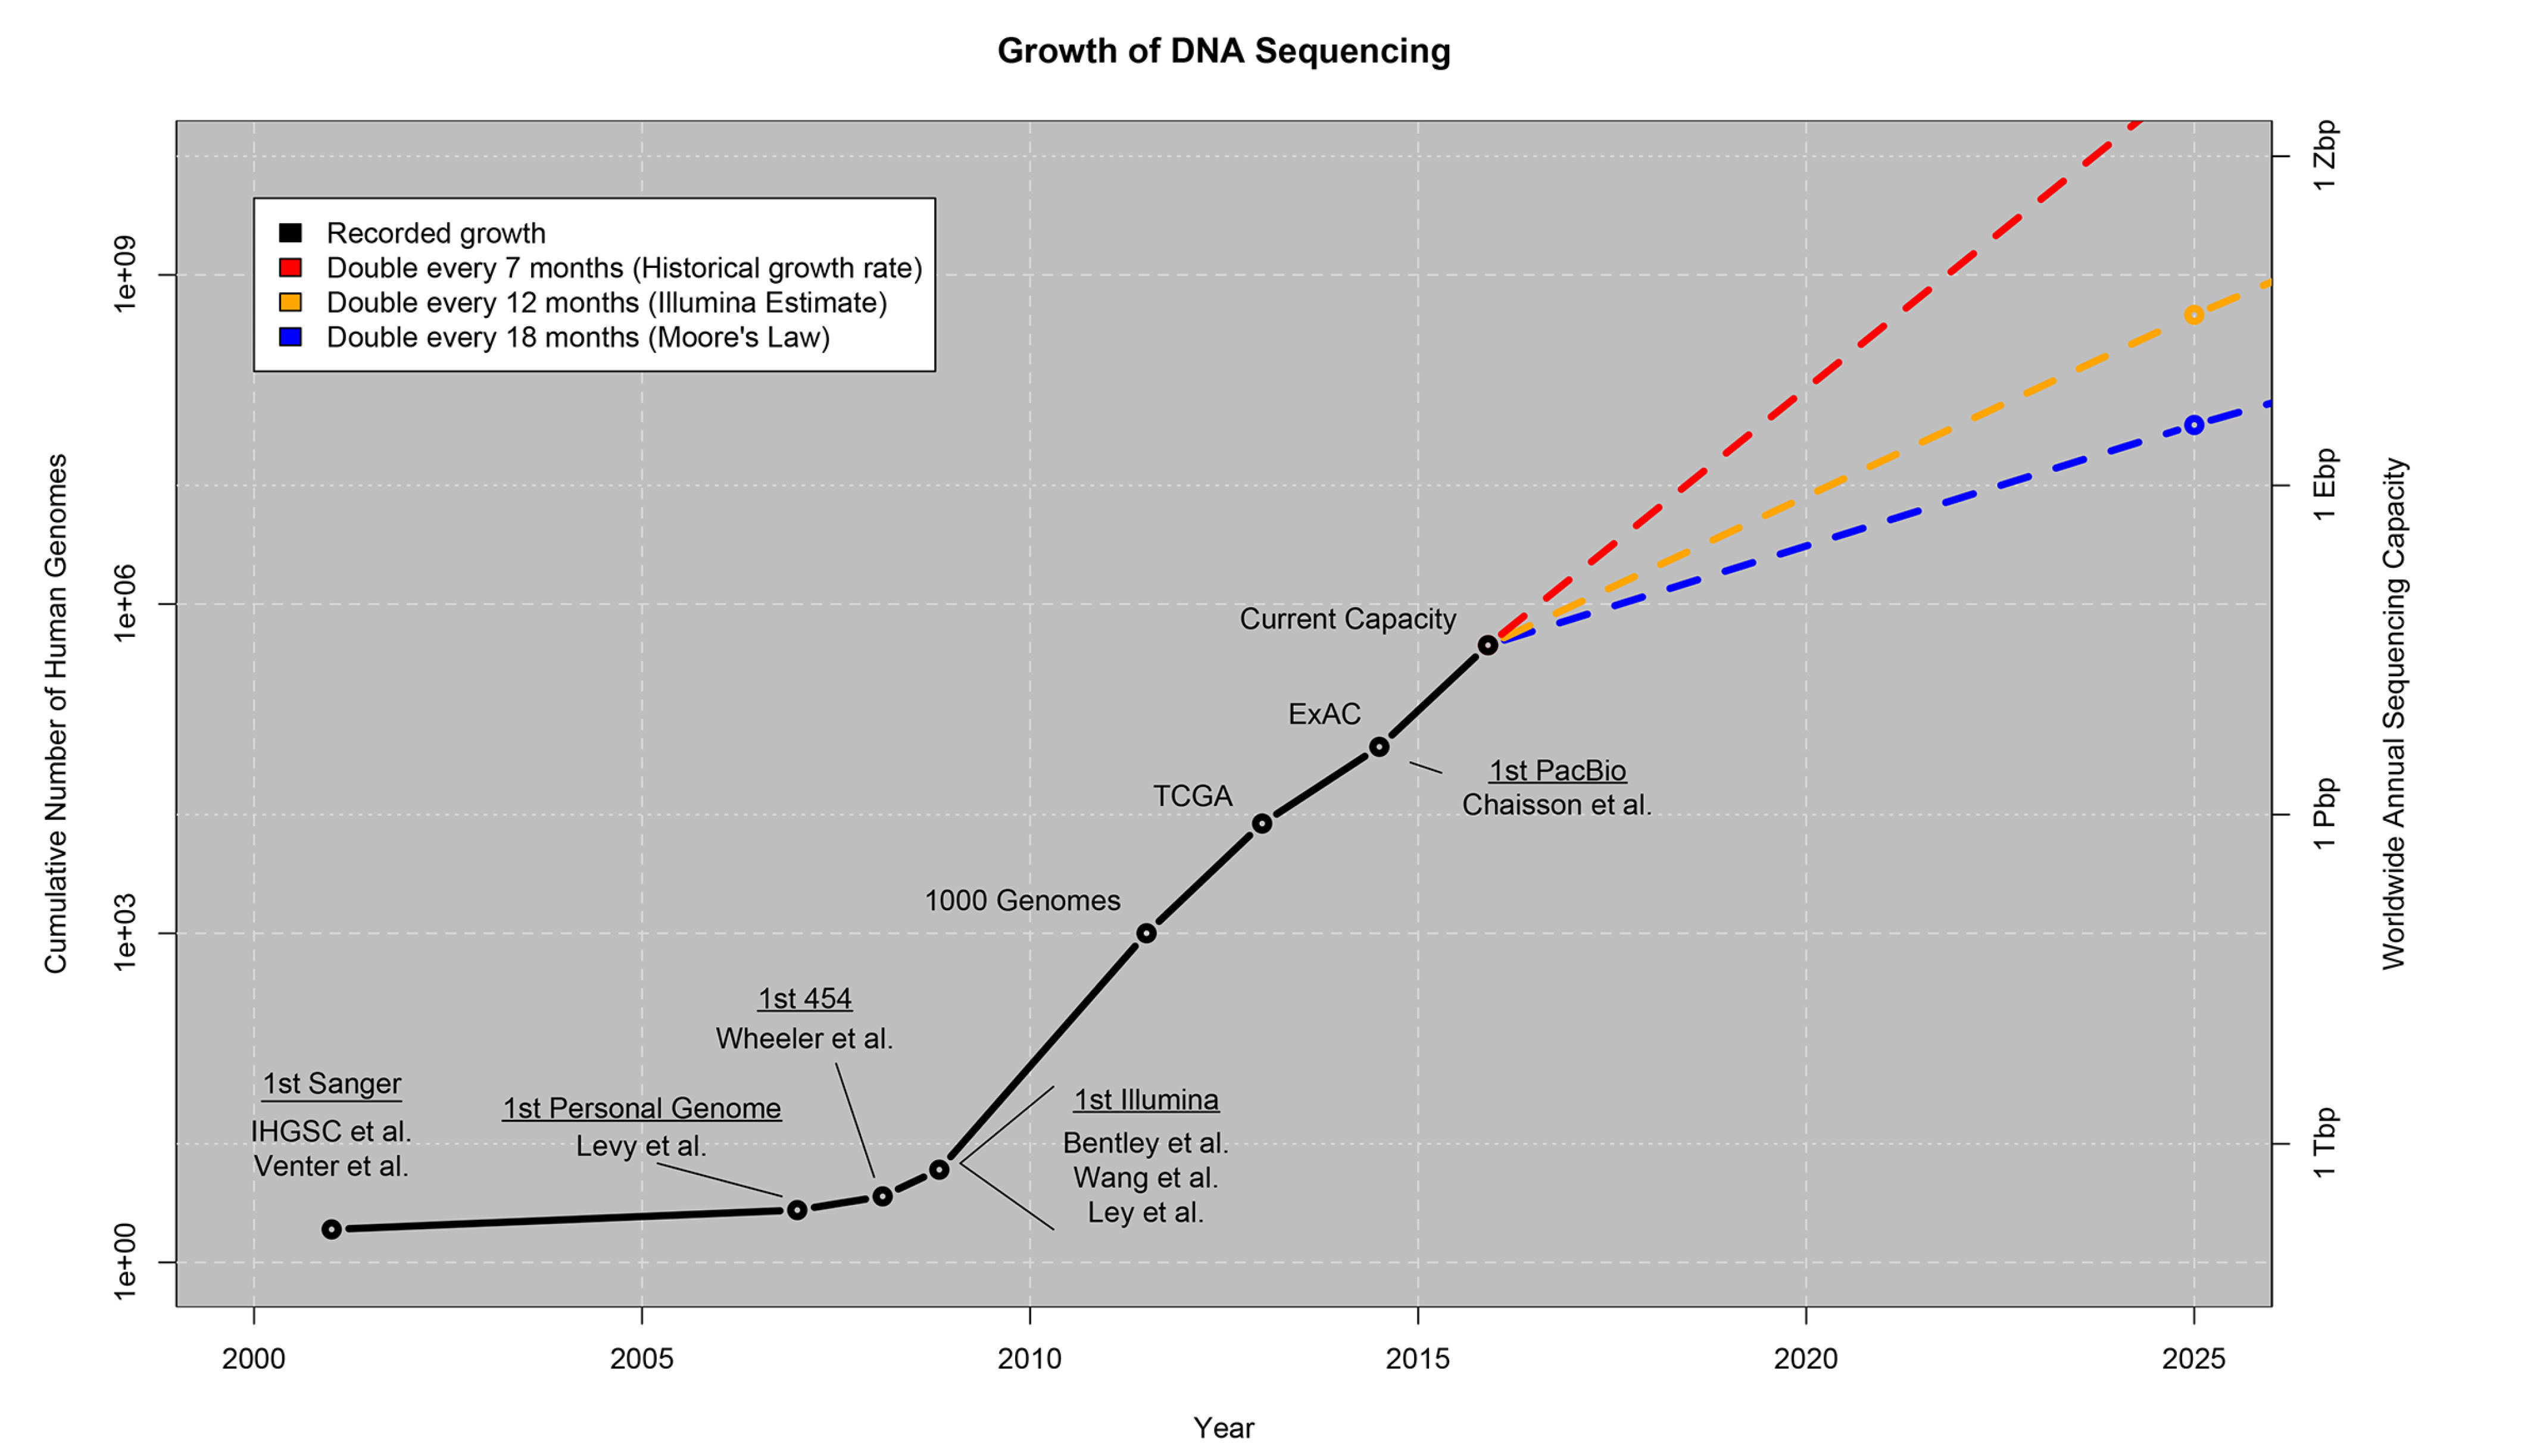 Growth of DNA Sequencing
Recorded growth
Double every 7 months (Historical growth rate)
Double every 12 months (Illumina Estimate)
Double every 18 months (Moore's Law)
Cumulative Number of Human Genomes
1e+09
1e+06
1e+03
1e+00
1 Zbp
1 Ebp
1 Pbp
1 Tbp
Worldwide Annual Sequencing Capacity
Current Capacity
ExAC
1st PacBio
Chaisson et al.
TCGA
1000 Genomes
1st 454
Wheeler et al.
1st Sanger
IHGSC et al.
Venter et al.
1st Personal Genome
Levy et al.
1st Illumina
Bentley et al.
Wang et al.
Ley et al.
2000 2005 2010 2015 2020 2025
Year